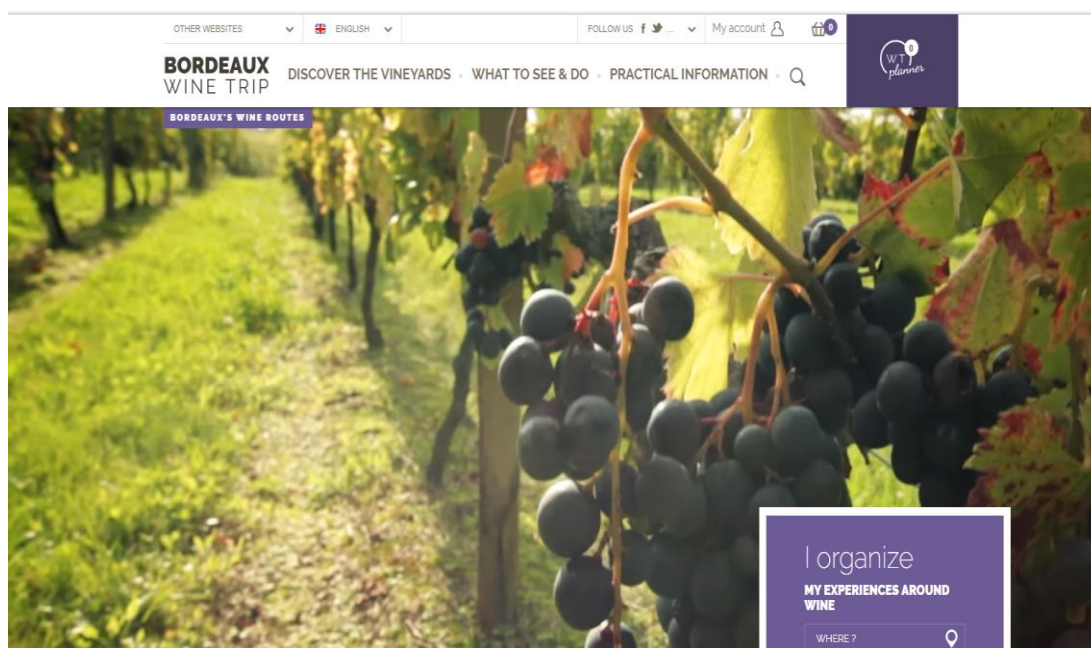 OTHER WEBSITES
ENGLISH
FOLLOW US f ...
My account
0
BORDEAUX
WINE TRIP
DISCOVER THE VINEYARDS
WHAT TO SEE & DO
PRACTICAL INFORMATION
WT 0
planner
BORDEAUX'S WINE ROUTES
I organize
MY EXPERIENCES AROUND
WINE
WHERE ?